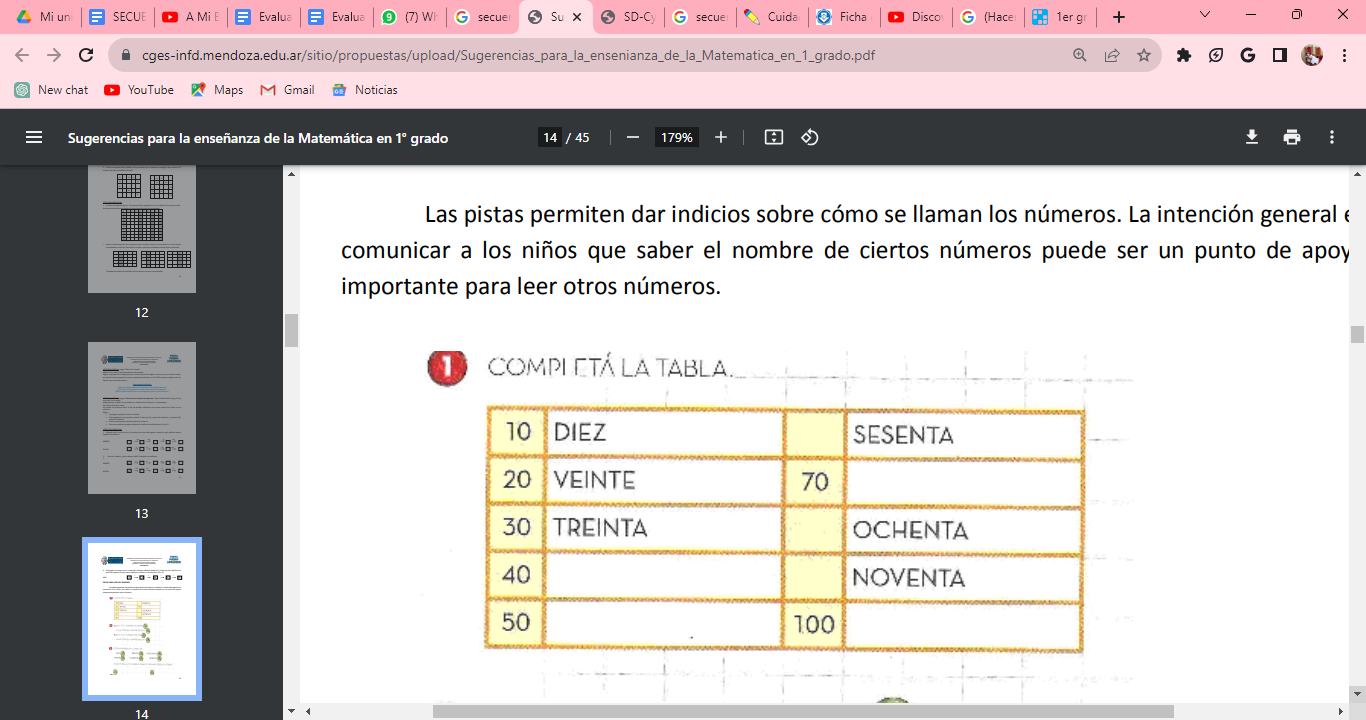 Mi uni
SECUE
A Mi E
Evalua
Evalua
(7) Wh
secuer
Su
SD-Cy
secue
Cuida
Ficha
Disco
(Hace
1er gr
cges-infd.mendoza.edu.ar/sitio/propuestas/upload/Sugerencias_para_la_ensenianza_de_la_Matematica_en_1_grado.pdf
New chat
YouTube
Maps
Gmail
Noticias
Sugerencias para la enseñanza de la Matemática en 1° grado
14 / 45
179%
12
13
14
Las pistas permiten dar indicios sobre cómo se llaman los números. La intención general e
comunicar a los niños que saber el nombre de ciertos números puede ser un punto de apoy
importante para leer otros números.
1 COMPLETÁ LA TABLA.
10 DIEZ SESENTA
20 VEINTE 70
30 TREINTA OCHENTA
40 NOVENTA
50 100